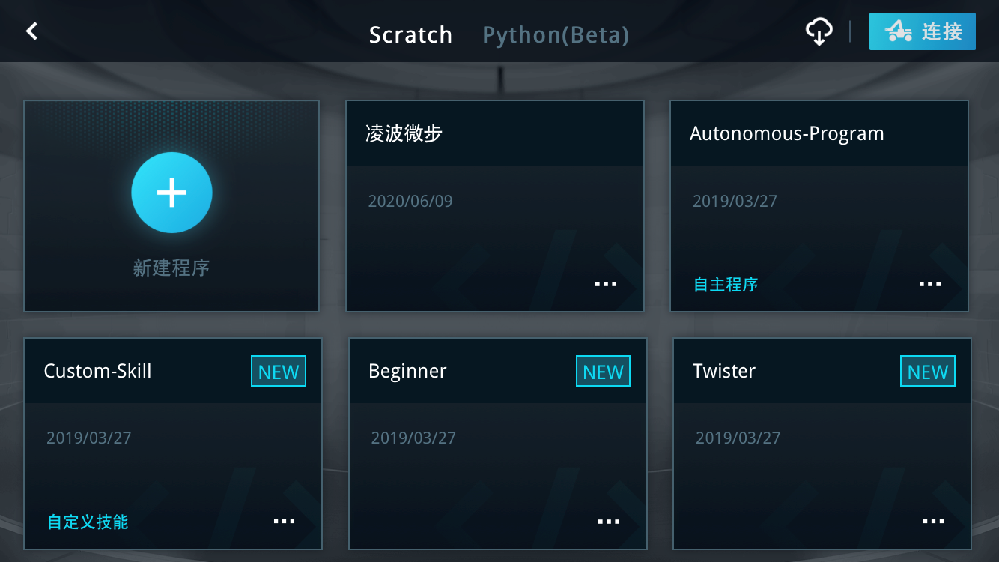 Scratch
Python(Beta)
连接
新建程序
凌波微步
2020/06/09
Autonomous-Program
2019/03/27
自主程序
Custom-Skill
NEW
2019/03/27
自定义技能
Beginner
NEW
2019/03/27
Twister
NEW
2019/03/27